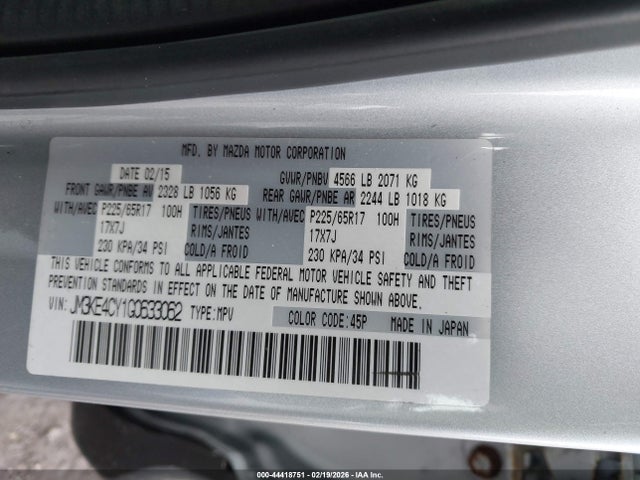 MFD. BY MAZDA MOTOR CORPORATION
DATE 02/15 GVWR/PNBV 4566 LB 2071 KG
FRONT GAWR/PNBE AV 2328 LB 1056 KG REAR GAWR/PNBE AR 2244 LB 1018 KG
WITH/AVEC P225/65R17 100H TIRES/PNEUS WITH/AVEC P225/65R17 100H TIRES/PNEUS
17X7J RIMS/JANTES 17X7J RIMS/JANTES
230 KPA/34 PSI COLD/A FROID 230 KPA/34 PSI COLD/A FROID
THIS VEHICLE CONFORMS TO ALL APPLICABLE FEDERAL MOTOR VEHICLE SAFETY AND THEFT
PREVENTION STANDARDS IN EFFECT ON THE DATE OF MANUFACTURE SHOWN ABOVE.
VIN: JM3KE4CY1G0533052 TYPE: MPV COLOR CODE: 45P MADE IN JAPAN
000-44418751 - 02/19/2026 - IAA Inc.